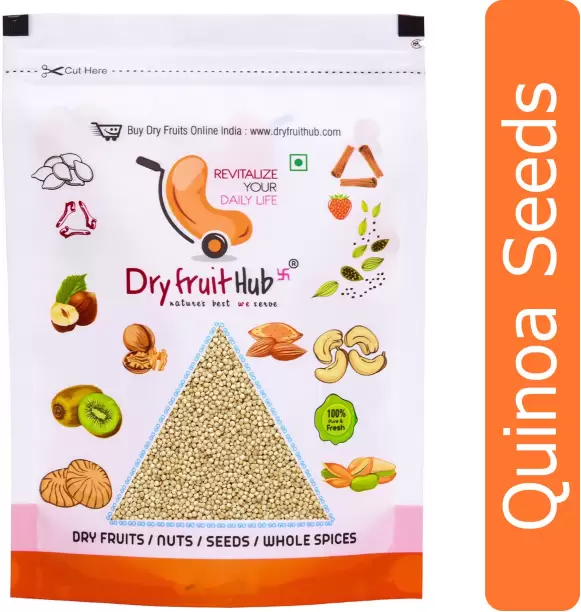 Cut Here
Buy Dry Fruits Online India : www.dryfruithub.com
REVITALIZE
YOUR
DAILY LIFE
Dry fruit Hub ®
nature's best we serve
100%
Pure &
Fresh
DRY FRUITS / NUTS / SEEDS / WHOLE SPICES
Quinoa Seeds